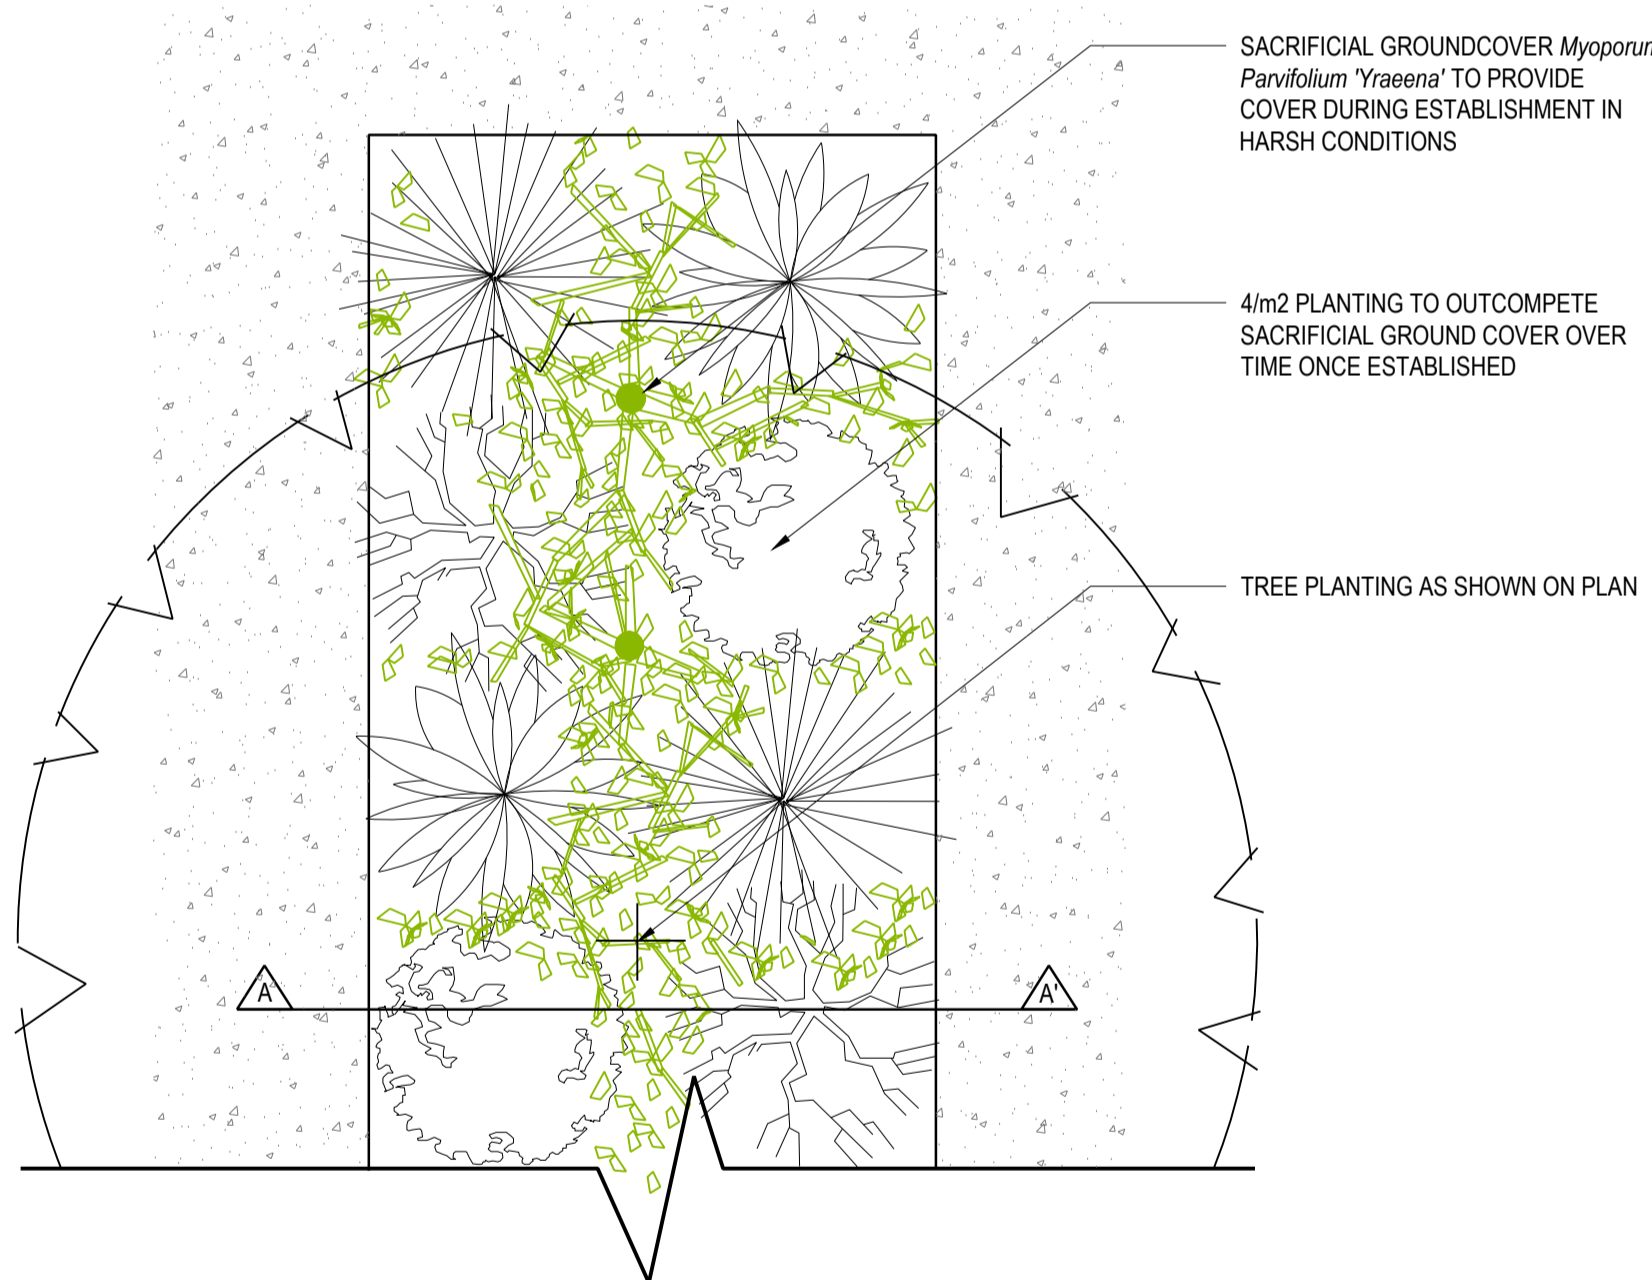 SACRIFICIAL GROUNDCOVER Myoporum
Parvifolium 'Yraeena' TO PROVIDE
COVER DURING ESTABLISHMENT IN
HARSH CONDITIONS
4/m2 PLANTING TO OUTCOMPETE
SACRIFICIAL GROUND COVER OVER
TIME ONCE ESTABLISHED
TREE PLANTING AS SHOWN ON PLAN
A
A'